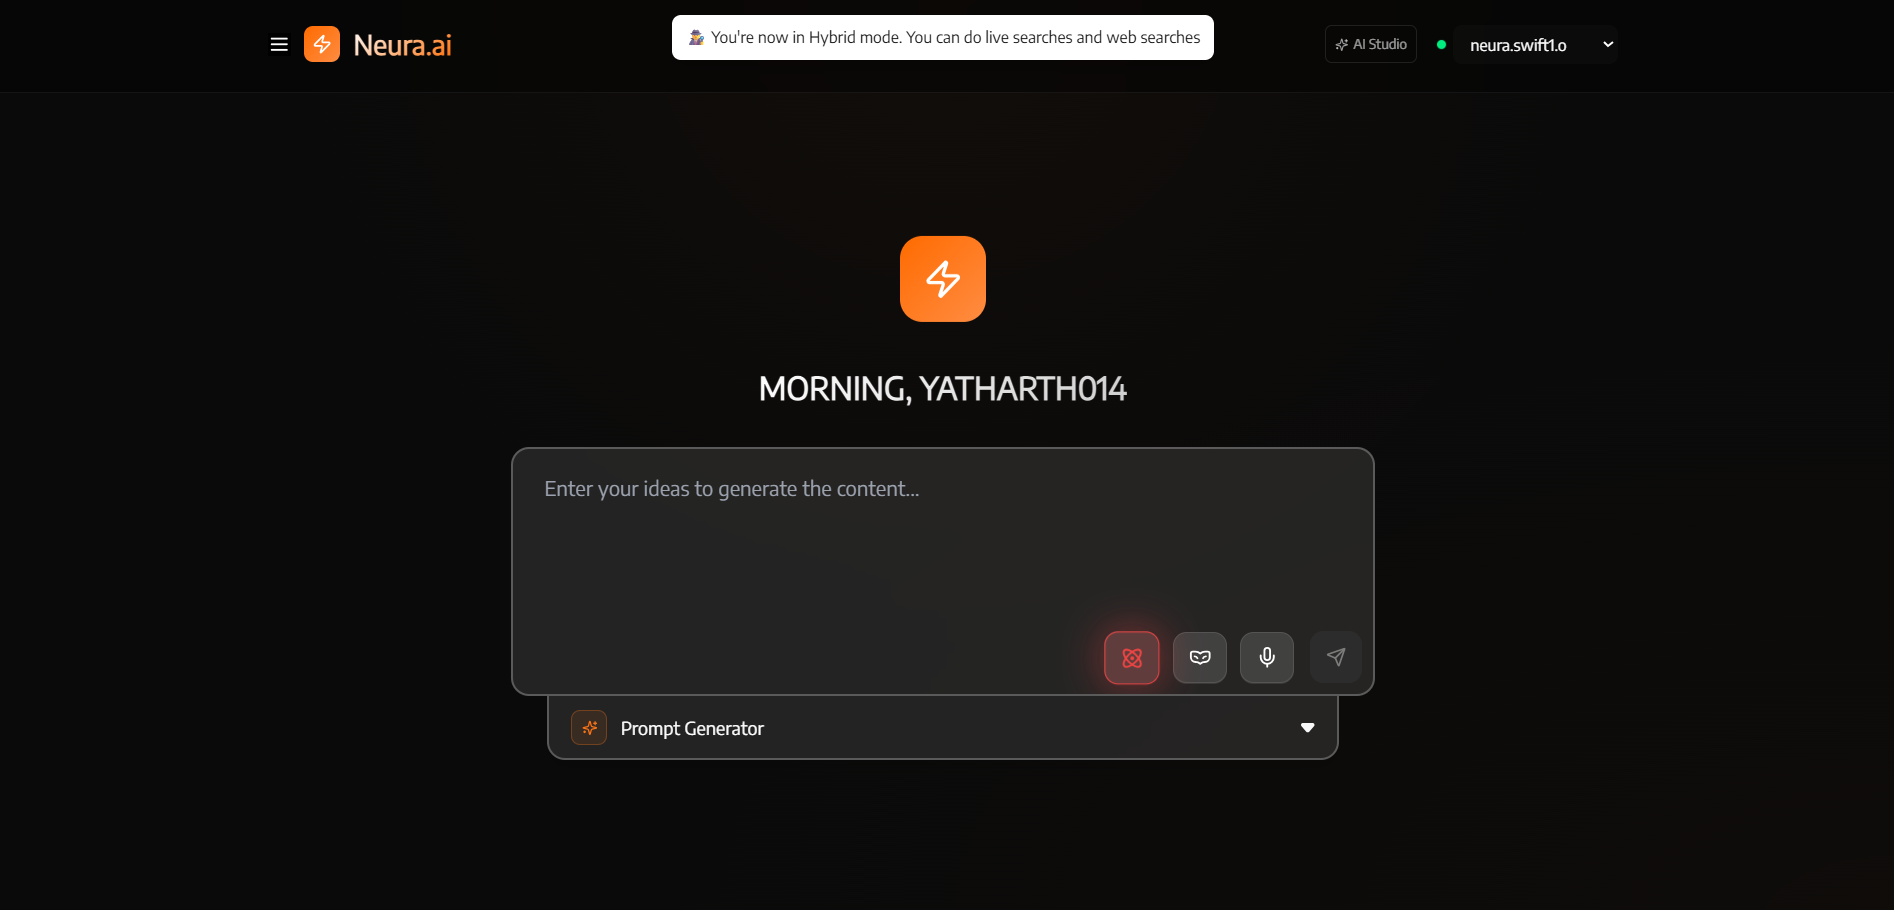 Neura.ai
You're now in Hybrid mode. You can do live searches and web searches
AI Studio
neura.swift1.o
MORNING, YATHARTH014
Enter your ideas to generate the content...
Prompt Generator